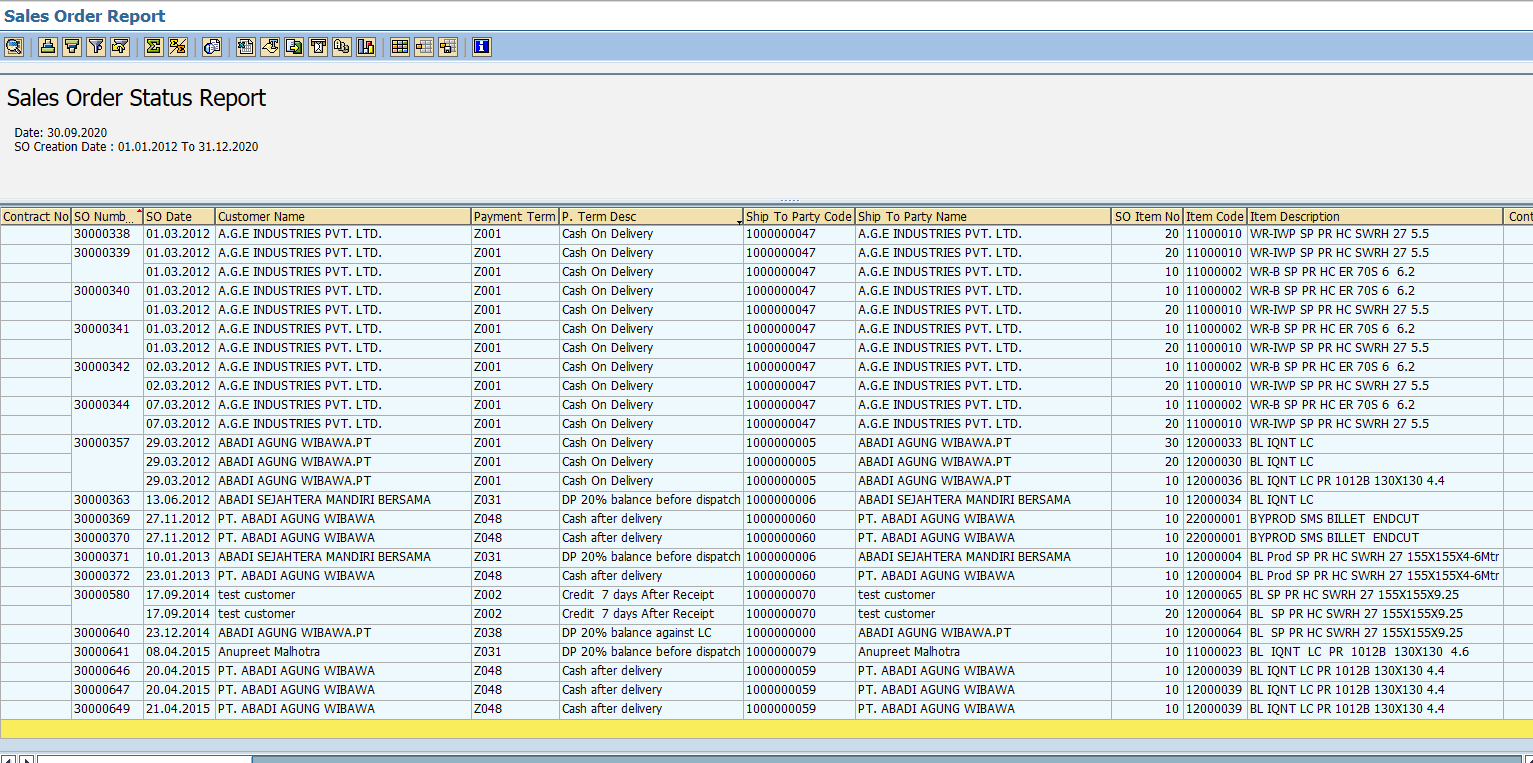 Sales Order Report
Sales Order Status Report
Date: 30.09.2020
SO Creation Date : 01.01.2012 To 31.12.2020
Contract No SO Numb... SO Date Customer Name Payment Term P. Term Desc Ship To Party Code Ship To Party Name SO Item No Item Code Item Description Cont
30000338 01.03.2012 A.G.E INDUSTRIES PVT. LTD. Z001 Cash On Delivery 1000000047 A.G.E INDUSTRIES PVT. LTD. 20 11000010 WR-IWP SP PR HC SWRH 27 5.5
30000339 01.03.2012 A.G.E INDUSTRIES PVT. LTD. Z001 Cash On Delivery 1000000047 A.G.E INDUSTRIES PVT. LTD. 20 11000010 WR-IWP SP PR HC SWRH 27 5.5
01.03.2012 A.G.E INDUSTRIES PVT. LTD. Z001 Cash On Delivery 1000000047 A.G.E INDUSTRIES PVT. LTD. 10 11000002 WR-B SP PR HC ER 70S 6 6.2
30000340 01.03.2012 A.G.E INDUSTRIES PVT. LTD. Z001 Cash On Delivery 1000000047 A.G.E INDUSTRIES PVT. LTD. 10 11000002 WR-B SP PR HC ER 70S 6 6.2
01.03.2012 A.G.E INDUSTRIES PVT. LTD. Z001 Cash On Delivery 1000000047 A.G.E INDUSTRIES PVT. LTD. 20 11000010 WR-IWP SP PR HC SWRH 27 5.5
30000341 01.03.2012 A.G.E INDUSTRIES PVT. LTD. Z001 Cash On Delivery 1000000047 A.G.E INDUSTRIES PVT. LTD. 10 11000002 WR-B SP PR HC ER 70S 6 6.2
01.03.2012 A.G.E INDUSTRIES PVT. LTD. Z001 Cash On Delivery 1000000047 A.G.E INDUSTRIES PVT. LTD. 20 11000010 WR-IWP SP PR HC SWRH 27 5.5
30000342 02.03.2012 A.G.E INDUSTRIES PVT. LTD. Z001 Cash On Delivery 1000000047 A.G.E INDUSTRIES PVT. LTD. 10 11000002 WR-B SP PR HC ER 70S 6 6.2
02.03.2012 A.G.E INDUSTRIES PVT. LTD. Z001 Cash On Delivery 1000000047 A.G.E INDUSTRIES PVT. LTD. 20 11000010 WR-IWP SP PR HC SWRH 27 5.5
30000344 07.03.2012 A.G.E INDUSTRIES PVT. LTD. Z001 Cash On Delivery 1000000047 A.G.E INDUSTRIES PVT. LTD. 10 11000002 WR-B SP PR HC ER 70S 6 6.2
07.03.2012 A.G.E INDUSTRIES PVT. LTD. Z001 Cash On Delivery 1000000047 A.G.E INDUSTRIES PVT. LTD. 20 11000010 WR-IWP SP PR HC SWRH 27 5.5
30000357 29.03.2012 ABADI AGUNG WIBAWA.PT Z001 Cash On Delivery 1000000005 ABADI AGUNG WIBAWA.PT 30 12000033 BL IQNT LC
29.03.2012 ABADI AGUNG WIBAWA.PT Z001 Cash On Delivery 1000000005 ABADI AGUNG WIBAWA.PT 20 12000030 BL IQNT LC
29.03.2012 ABADI AGUNG WIBAWA.PT Z001 Cash On Delivery 1000000005 ABADI AGUNG WIBAWA.PT 10 12000036 BL IQNT LC PR 1012B 130X130 4.4
30000363 13.06.2012 ABADI SEJAHTERA MANDIRI BERSAMA Z031 DP 20% balance before dispatch 1000000006 ABADI SEJAHTERA MANDIRI BERSAMA 10 12000034 BL IQNT LC
30000369 27.11.2012 PT. ABADI AGUNG WIBAWA Z048 Cash after delivery 1000000060 PT. ABADI AGUNG WIBAWA 10 22000001 BYPROD SMS BILLET ENDCUT
30000370 27.11.2012 PT. ABADI AGUNG WIBAWA Z048 Cash after delivery 1000000060 PT. ABADI AGUNG WIBAWA 10 22000001 BYPROD SMS BILLET ENDCUT
30000371 10.01.2013 ABADI SEJAHTERA MANDIRI BERSAMA Z031 DP 20% balance before dispatch 1000000006 ABADI SEJAHTERA MANDIRI BERSAMA 10 12000004 BL Prod SP PR HC SWRH 27 155X155X4-6Mtr
30000372 23.01.2013 PT. ABADI AGUNG WIBAWA Z048 Cash after delivery 1000000060 PT. ABADI AGUNG WIBAWA 10 12000004 BL Prod SP PR HC SWRH 27 155X155X4-6Mtr
30000580 17.09.2014 test customer Z002 Credit 7 days After Receipt 1000000070 test customer 10 12000065 BL SP PR HC SWRH 27 155X155X9.25
17.09.2014 test customer Z002 Credit 7 days After Receipt 1000000070 test customer 20 12000064 BL SP PR HC SWRH 27 155X155X9.25
30000640 23.12.2014 ABADI AGUNG WIBAWA.PT Z038 DP 20% balance against LC 1000000000 ABADI AGUNG WIBAWA.PT 10 12000064 BL SP PR HC SWRH 27 155X155X9.25
30000641 08.04.2015 Anupreet Malhotra Z031 DP 20% balance before dispatch 1000000079 Anupreet Malhotra 10 11000023 BL IQNT LC PR 1012B 130X130 4.6
30000646 20.04.2015 PT. ABADI AGUNG WIBAWA Z048 Cash after delivery 1000000059 PT. ABADI AGUNG WIBAWA 10 12000039 BL IQNT LC PR 1012B 130X130 4.4
30000647 20.04.2015 PT. ABADI AGUNG WIBAWA Z048 Cash after delivery 1000000059 PT. ABADI AGUNG WIBAWA 10 12000039 BL IQNT LC PR 1012B 130X130 4.4
30000649 21.04.2015 PT. ABADI AGUNG WIBAWA Z048 Cash after delivery 1000000059 PT. ABADI AGUNG WIBAWA 10 12000039 BL IQNT LC PR 1012B 130X130 4.4